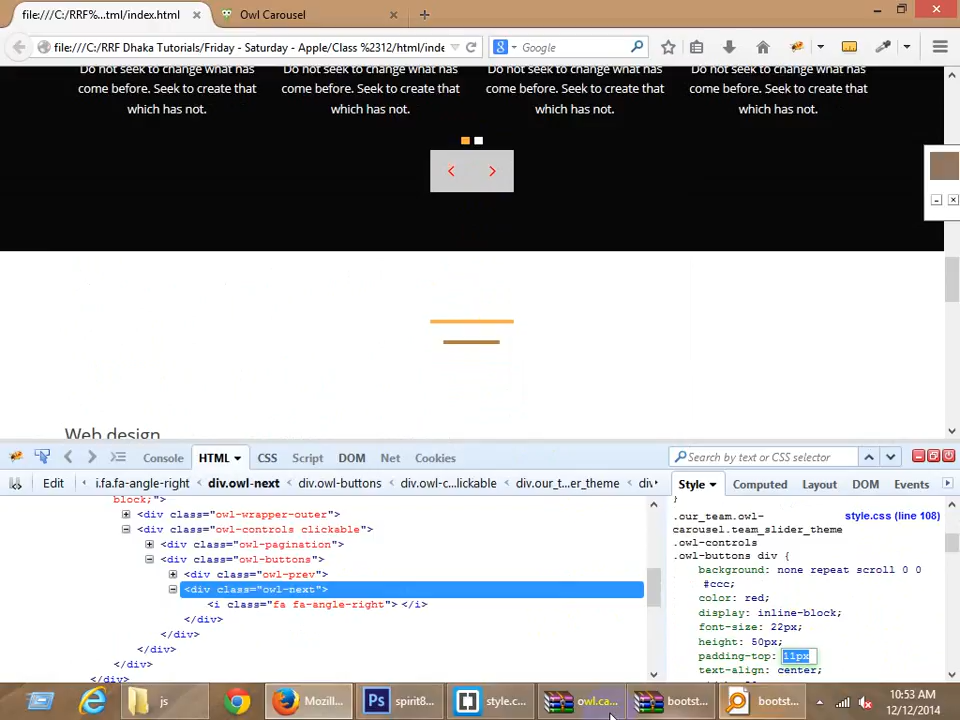 file:///C:/RRF%...tml/index.html
Owl Carousel
file:///C:/RRF Dhaka Tutorials/Friday - Saturday - Apple/Class %2312/html/inde
Google
Do not seek to change what has come before. Seek to create that which has not.
Do not seek to change what has come before. Seek to create that which has not.
Do not seek to change what has come before. Seek to create that which has not.
Do not seek to change what has come before. Seek to create that which has not.
Web design
Console HTML CSS Script DOM Net Cookies
Search by text or CSS selector
Edit i.fa.fa-angle-right div.owl-next div.owl-buttons div.owl-c...lickable div.our_t...er_theme div
Style Computed Layout DOM Events
block;">
<div class="owl-wrapper-outer">
<div class="owl-controls clickable">
<div class="owl-pagination">
<div class="owl-buttons">
<div class="owl-prev">
<div class="owl-next">
<i class="fa fa-angle-right"> </i>
</div>
</div>
</div>
</div>
}
.our_team.owl-
style.css (line 108)
carousel.team_slider_theme
.owl-controls
.owl-buttons div {
background: none repeat scroll 0 0
#ccc;
color: red;
display: inline-block;
font-size: 22px;
height: 50px;
padding-top: 11px
text-align: center;
js
Mozill...
spirit8...
style.c...
owl.ca...
bootst...
bootst...
10:53 AM
12/12/2014